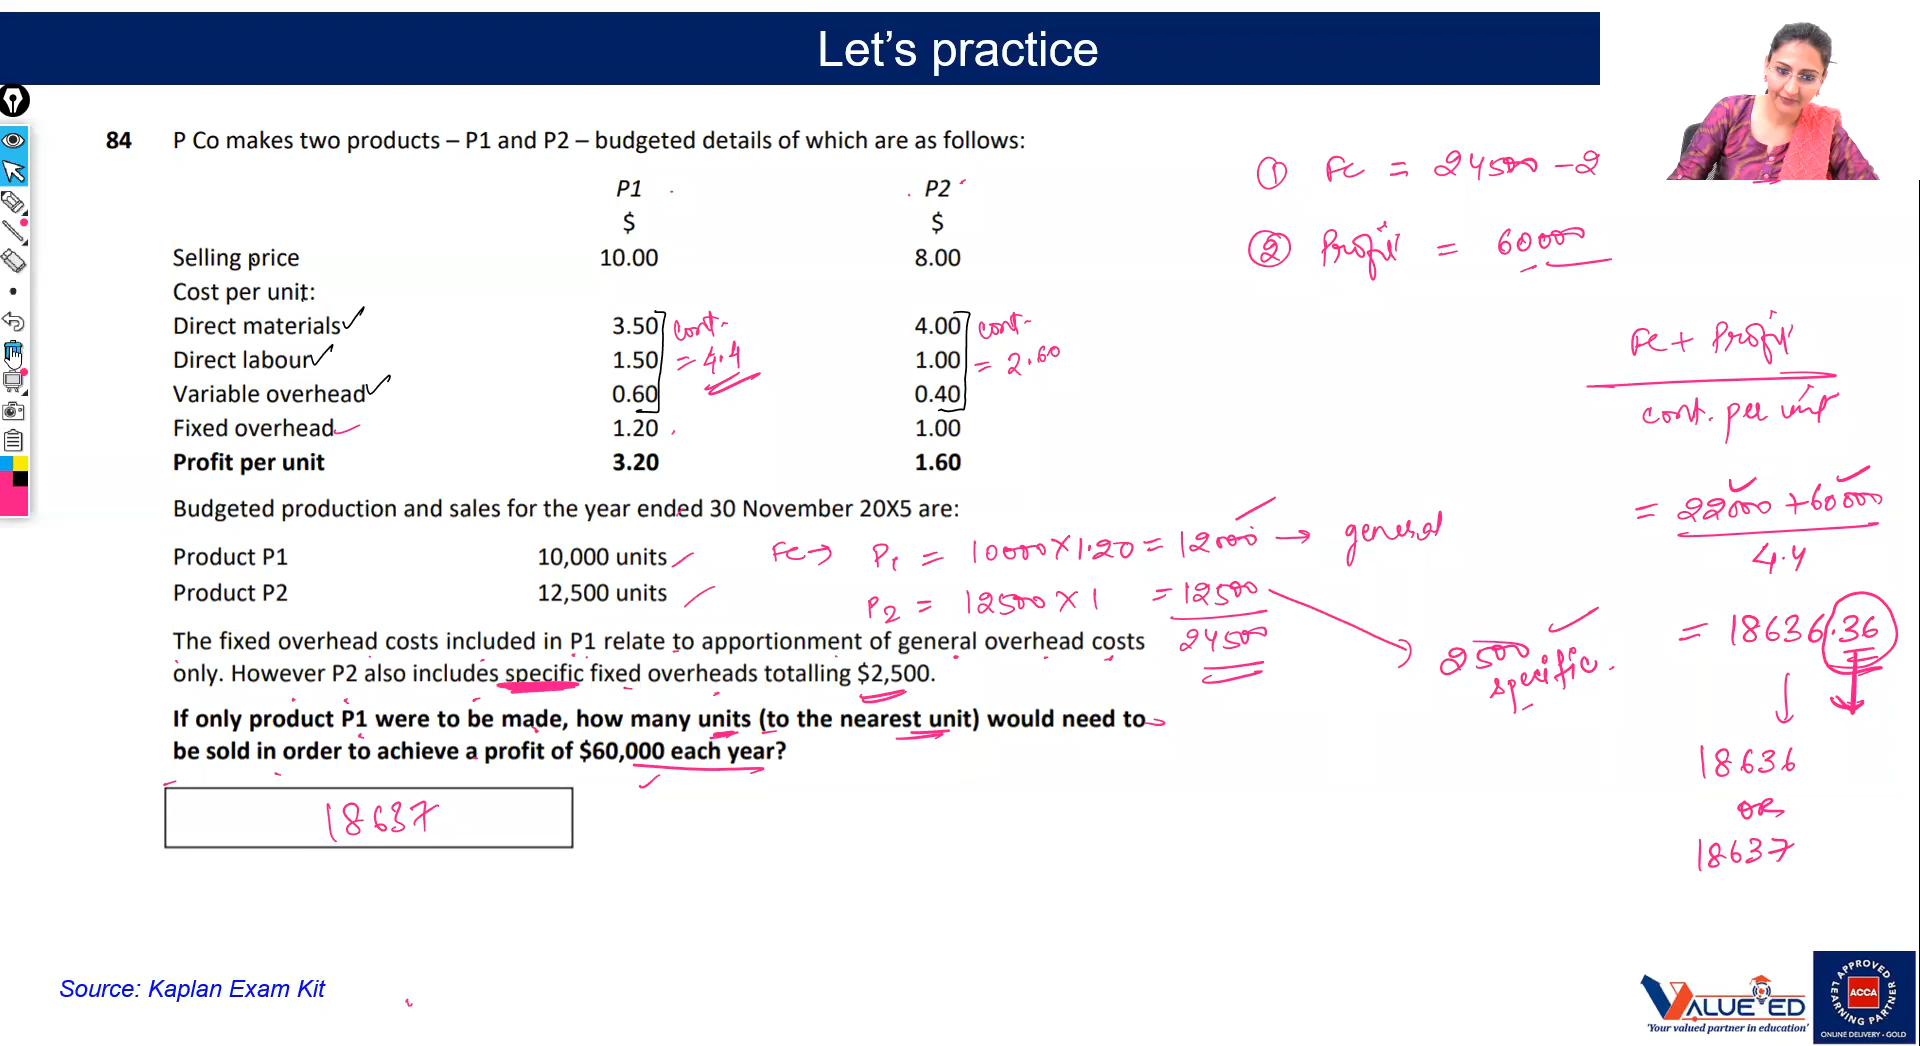 Let's practice
84 P Co makes two products – P1 and P2 – budgeted details of which are as follows:
P1 P2
$ $
Selling price 10.00 8.00
Cost per unit:
Direct materials 3.50 4.00
Direct labour 1.50 1.00
Variable overhead 0.60 0.40
Fixed overhead 1.20 1.00
Profit per unit 3.20 1.60
cont. = 4.4
cont. = 2.60
Budgeted production and sales for the year ended 30 November 20X5 are:
Product P1 10,000 units
Product P2 12,500 units
FC → P1 = 10000 × 1.20 = 12000 → general
P2 = 12500 × 1 = 12500
24500
2500 specific.
The fixed overhead costs included in P1 relate to apportionment of general overhead costs
only. However P2 also includes specific fixed overheads totalling $2,500.
If only product P1 were to be made, how many units (to the nearest unit) would need to
be sold in order to achieve a profit of $60,000 each year?
18637
① FC = 24500 – 2
② Profit = 60000
FC + Profit
cont. per unit
= 22000 + 60000
4.4
= 18636.36
18636
OR
18637
Source: Kaplan Exam Kit
VALUE ED
'Your valued partner in education'
APPROVED LEARNING PARTNER
ACCA
ONLINE DELIVERY - GOLD